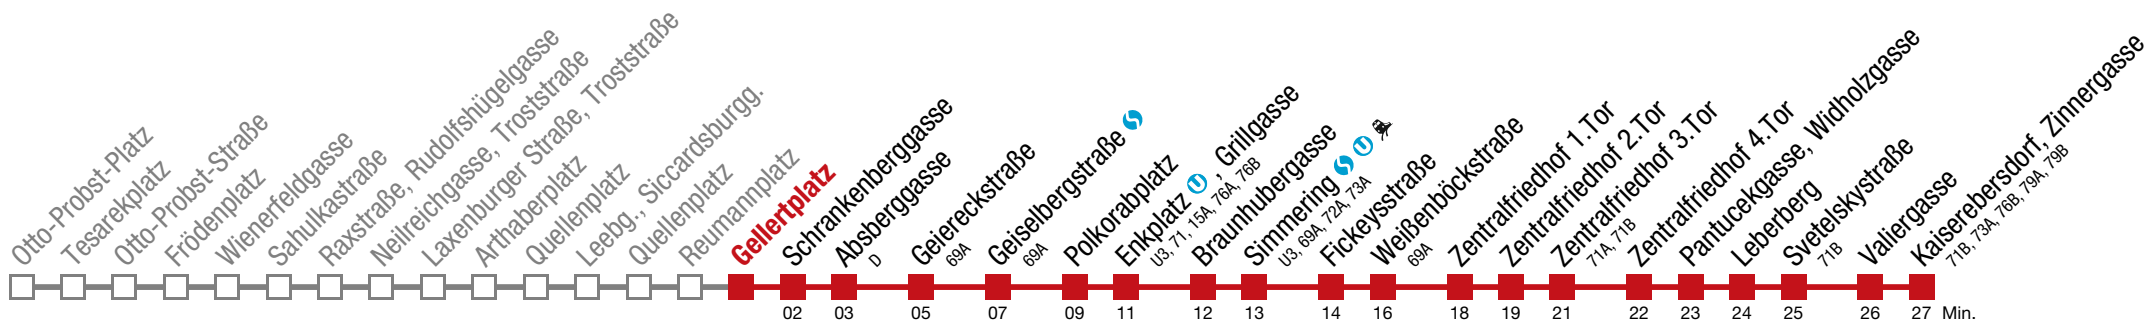 Otto-Probst-Platz
Tesarekplatz
Otto-Probst-Straße
Frödenplatz
Wienerfeldgasse
Sahulkastraße
Raxstraße, Rudolfshügelgasse
Neilreichgasse, Troststraße
Laxenburger Straße, Troststraße
Arthaberplatz
Quellenplatz
Leebg., Siccardsburgg.
Quellenplatz
Reumannplatz
Gellertplatz
Schrankenberggasse
Absberggasse
D
Geiereckstraße
69A
Geiselbergstraße S
69A
Polkorabplatz
Enkplatz U , Grillgasse
U3, 71, 15A, 76A, 76B
Braunhubergasse
Simmering S U
U3, 69A, 72A, 73A
Fickeysstraße
Weißenböckstraße
69A
Zentralfriedhof 1.Tor
Zentralfriedhof 2.Tor
Zentralfriedhof 3.Tor
71A, 71B
Zentralfriedhof 4.Tor
Pantucekgasse, Widholzgasse
Leberberg
Svetelskystraße
71B
Valiergasse
Kaiserebersdorf, Zinnergasse
71B, 73A, 76B, 79A, 79B
02 03 05 07 09 11 12 13 14 16 18 19 21 22 23 24 25 26 27 Min.